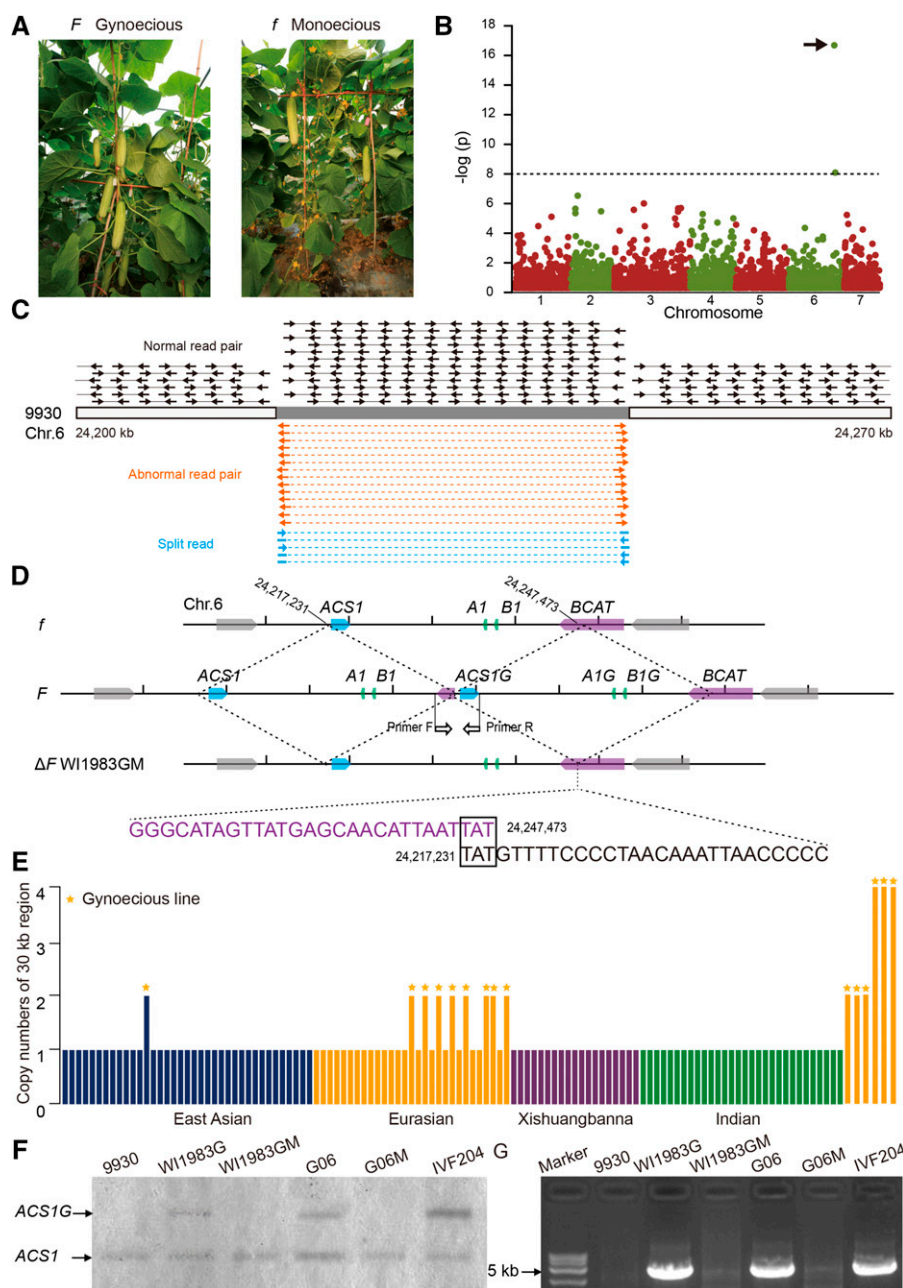 A
F Gynoecious
f Monoecious
B
18
16
14
12
10
8
6
4
2
0
-log (p)
1 2 3 4 5 6 7
Chromosome
C
Normal read pair
9930
Chr.6
24,200 kb
24,270 kb
Abnormal read pair
Split read
D
Chr.6
24,217,231
ACS1
A1 B1
24,247,473
BCAT
f
ACS1
A1 B1
ACS1G
A1G B1G
BCAT
F
Primer F
Primer R
ΔF WI1983GM
GGGCATAGTTATGAGCAACATTAATTAT
24,247,473
24,217,231
TATGTTTTCCCCTAACAAATTAACCCCC
E
4
3
2
1
0
Copy numbers of 30 kb region
Gynoecious line
East Asian
Eurasian
Xishuangbanna
Indian
F
9930
WI1983G
WI1983GM
G06
G06M
IVF204
ACS1G
ACS1
G
Marker
9930
WI1983G
WI1983GM
G06
G06M
IVF204
5 kb